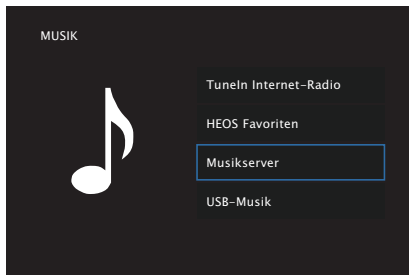 MUSIK
TuneIn Internet-Radio
HEOS Favoriten
Musikserver
USB-Musik